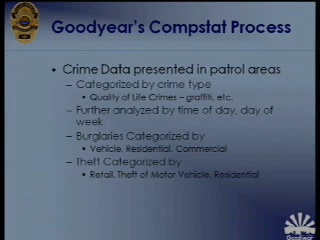 Goodyear's Compstat Process
• Crime Data presented in patrol areas
– Categorized by crime type
• Quality of Life Crimes – graffiti, etc.
– Further analyzed by time of day, day of
week
– Burglaries Categorized by
• Vehicle, Residential, Commercial
– Theft Categorized by
• Retail, Theft of Motor Vehicle, Residential
Goodyear